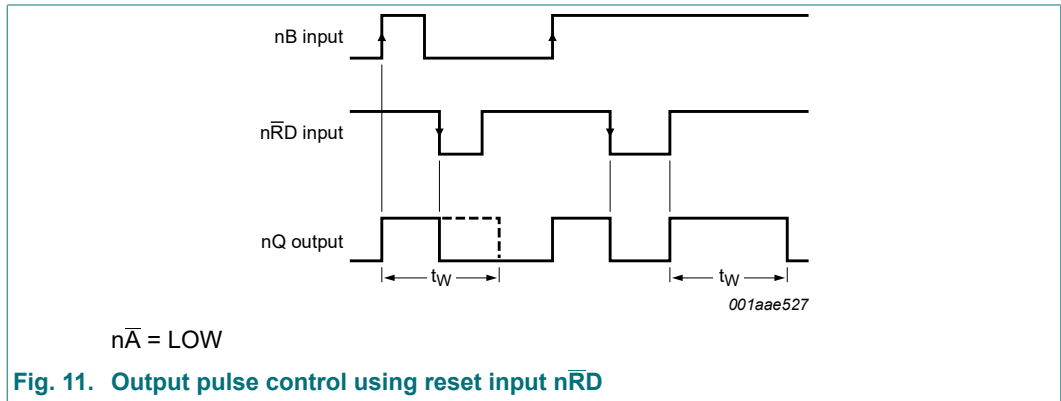 nB input
nR̅D input
nQ output
tW
tW
001aae527
nA̅ = LOW
Fig. 11. Output pulse control using reset input nR̅D